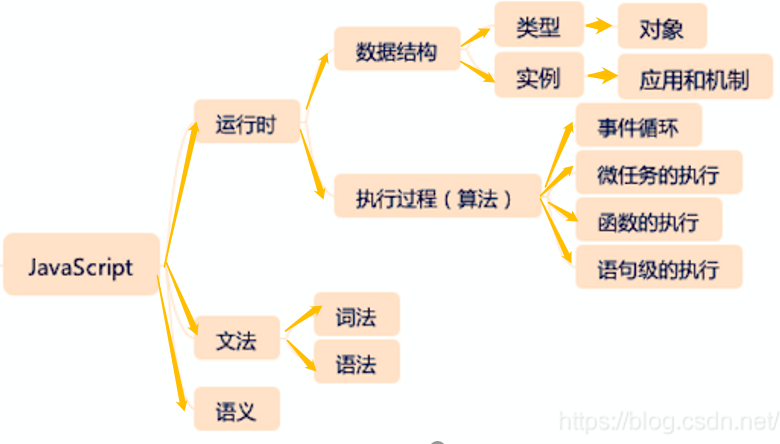 类型
对象
数据结构
实例
应用和机制
运行时
事件循环
微任务的执行
执行过程（算法）
函数的执行
语句级的执行
JavaScript
词法
文法
语法
语义
https://blog.csdn.net/